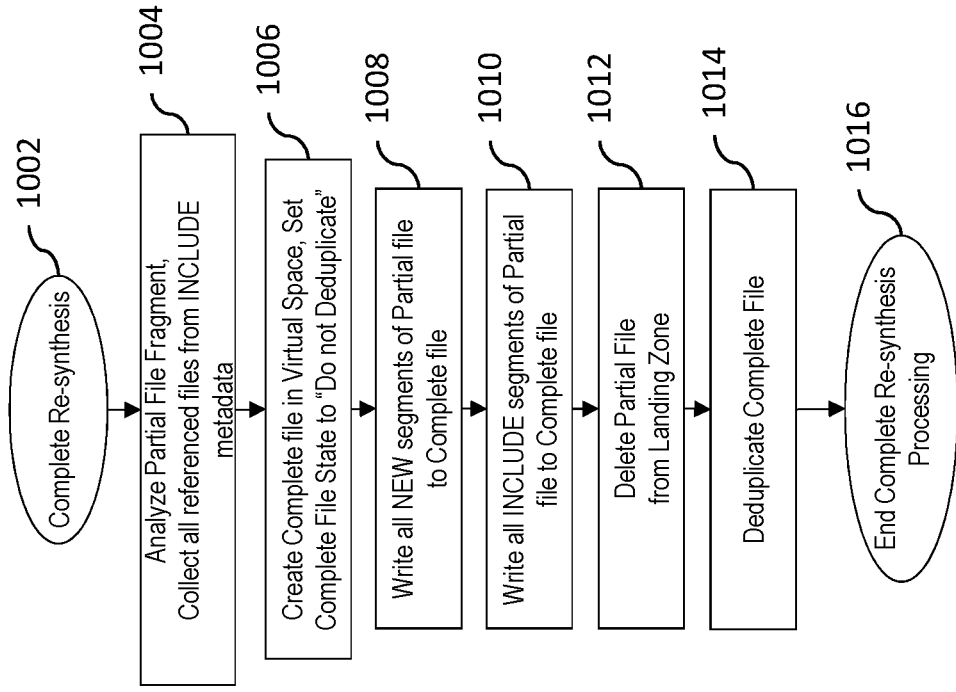 Complete Re-synthesis
1002
Analyze Partial File Fragment,
Collect all referenced files from INCLUDE
metadata
1004
Create Complete file in Virtual Space, Set
Complete File State to “Do not Deduplicate”
1006
Write all NEW segments of Partial file
to Complete file
1008
Write all INCLUDE segments of Partial
file to Complete file
1010
Delete Partial File
from Landing Zone
1012
Deduplicate Complete File
1014
End Complete Re-synthesis
Processing
1016